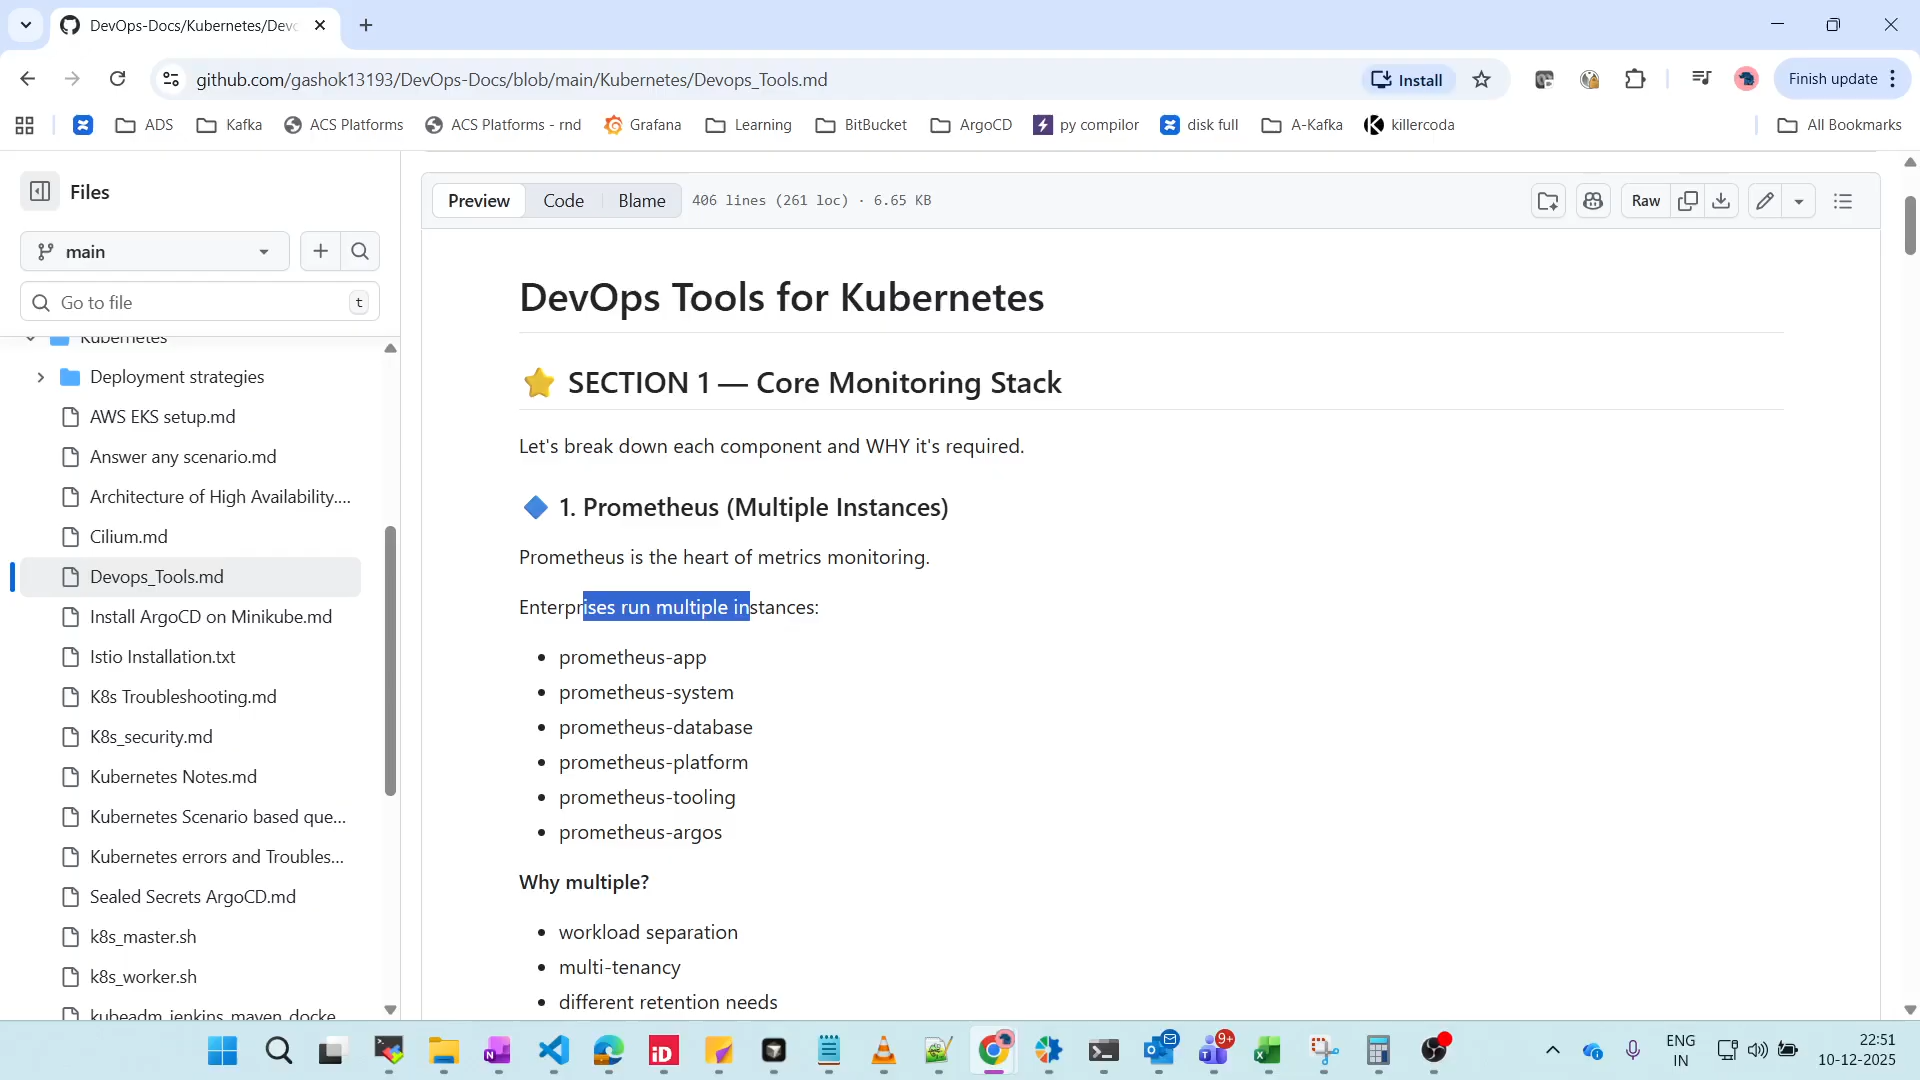 DevOps-Docs/Kubernetes/Devo
github.com/gashok13193/DevOps-Docs/blob/main/Kubernetes/Devops_Tools.md
Install
Finish update
ADS
Kafka
ACS Platforms
ACS Platforms - rnd
Grafana
Learning
BitBucket
ArgoCD
py compilor
disk full
A-Kafka
killercoda
All Bookmarks
Files
main
Go to file
t
Kubernetes
Deployment strategies
AWS EKS setup.md
Answer any scenario.md
Architecture of High Availability....
Cilium.md
Devops_Tools.md
Install ArgoCD on Minikube.md
Istio Installation.txt
K8s Troubleshooting.md
K8s_security.md
Kubernetes Notes.md
Kubernetes Scenario based que...
Kubernetes errors and Troubles...
Sealed Secrets ArgoCD.md
k8s_master.sh
k8s_worker.sh
kubeadm_jenkins_maven_docke...
Preview
Code
Blame
406 lines (261 loc) · 6.65 KB
Raw
DevOps Tools for Kubernetes
⭐ SECTION 1 — Core Monitoring Stack
Let's break down each component and WHY it's required.
🔷 1. Prometheus (Multiple Instances)
Prometheus is the heart of metrics monitoring.
Enterprises run multiple instances:
• prometheus-app
• prometheus-system
• prometheus-database
• prometheus-platform
• prometheus-tooling
• prometheus-argos
Why multiple?
• workload separation
• multi-tenancy
• different retention needs
iD
9+
ENG
IN
22:51
10-12-2025